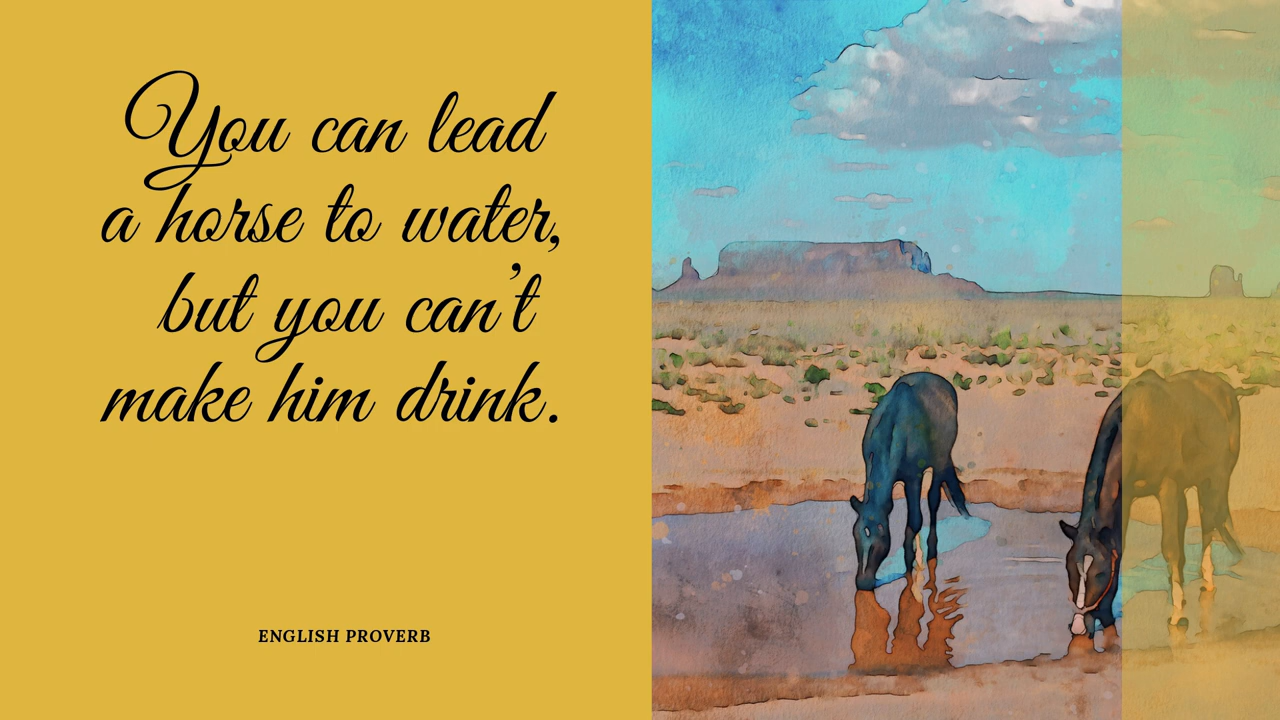 You can lead
a horse to water,
but you can't
make him drink.
ENGLISH PROVERB